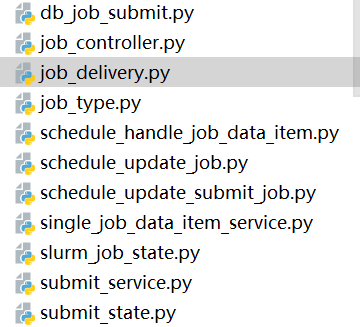 db_job_submit.py
job_controller.py
job_delivery.py
job_type.py
schedule_handle_job_data_item.py
schedule_update_job.py
schedule_update_submit_job.py
single_job_data_item_service.py
slurm_job_state.py
submit_service.py
submit_state.py